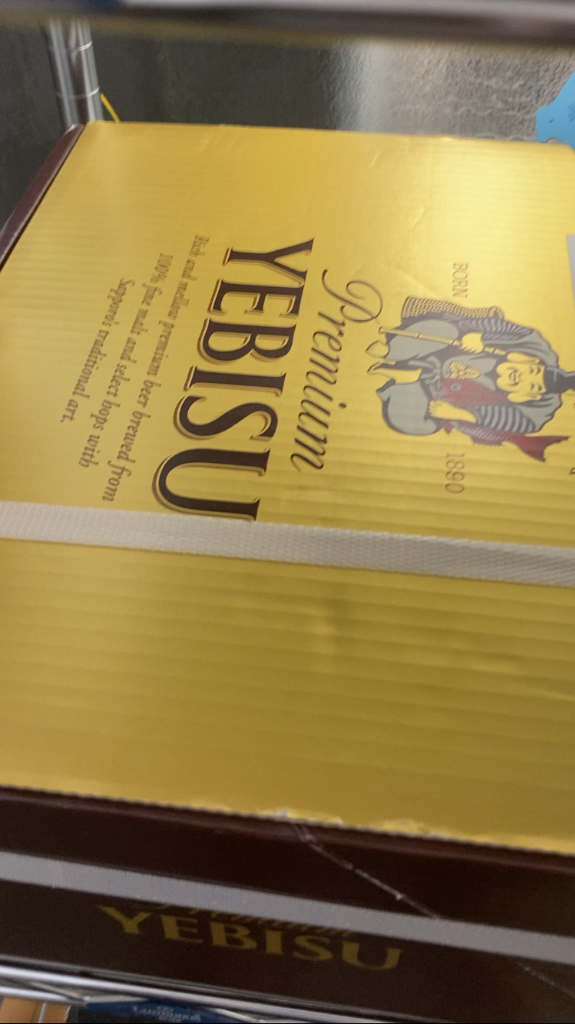 BORN 1890
Premium
YEBISU
Rich and mellow premium beer brewed from
100% fine malt and select hops with
Sapporo's traditional art.
Premium
YEBISU